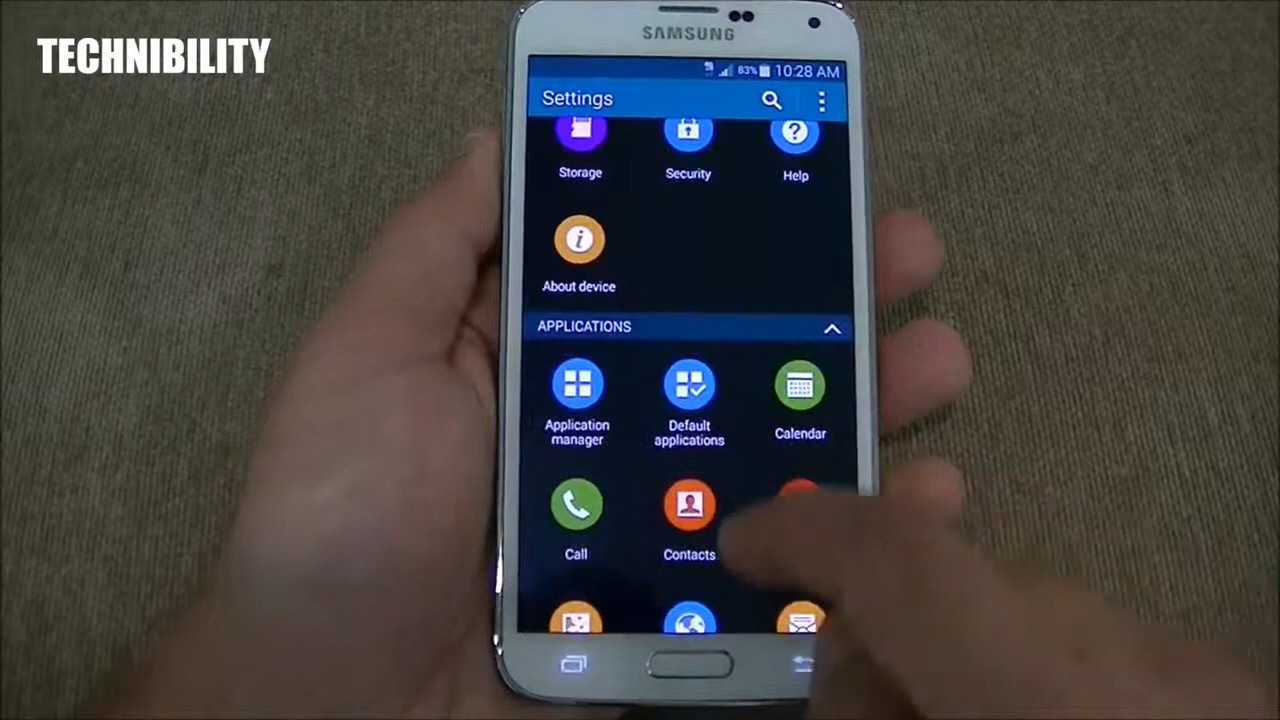 TECHNIBILITY
SAMSUNG
83% 10:28 AM
Settings
Storage Security Help
About device
APPLICATIONS
Application manager
Default applications
Calendar
Call Contacts